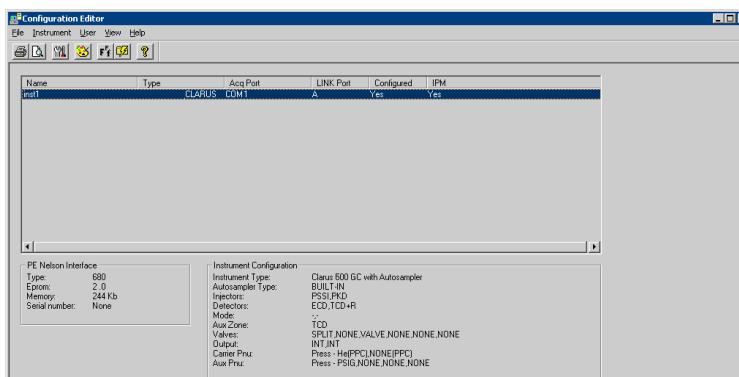 Configuration Editor
File Instrument User View Help
Name Type Acq Port LINK Port Configured IPM
inst1 CLARUS COM1 A Yes Yes
PE Nelson Interface
Type: 680
Eprom: 2 .0
Memory: 244 Kb
Serial number: None
Instrument Configuration
Instrument Type: Clarus 500 GC with Autosampler
Autosampler Type: BUILT-IN
Injectors: PSSI,PKD
Detectors: ECD,TCD+R
Mode: -,-
Aux Zone: TCD
Valves: SPLIT,NONE,VALVE,NONE,NONE,NONE
Output: INT,INT
Carrier Pnu: Press - He(PPC),NONE(PPC)
Aux Pnu: Press - PSIG,NONE,NONE,NONE